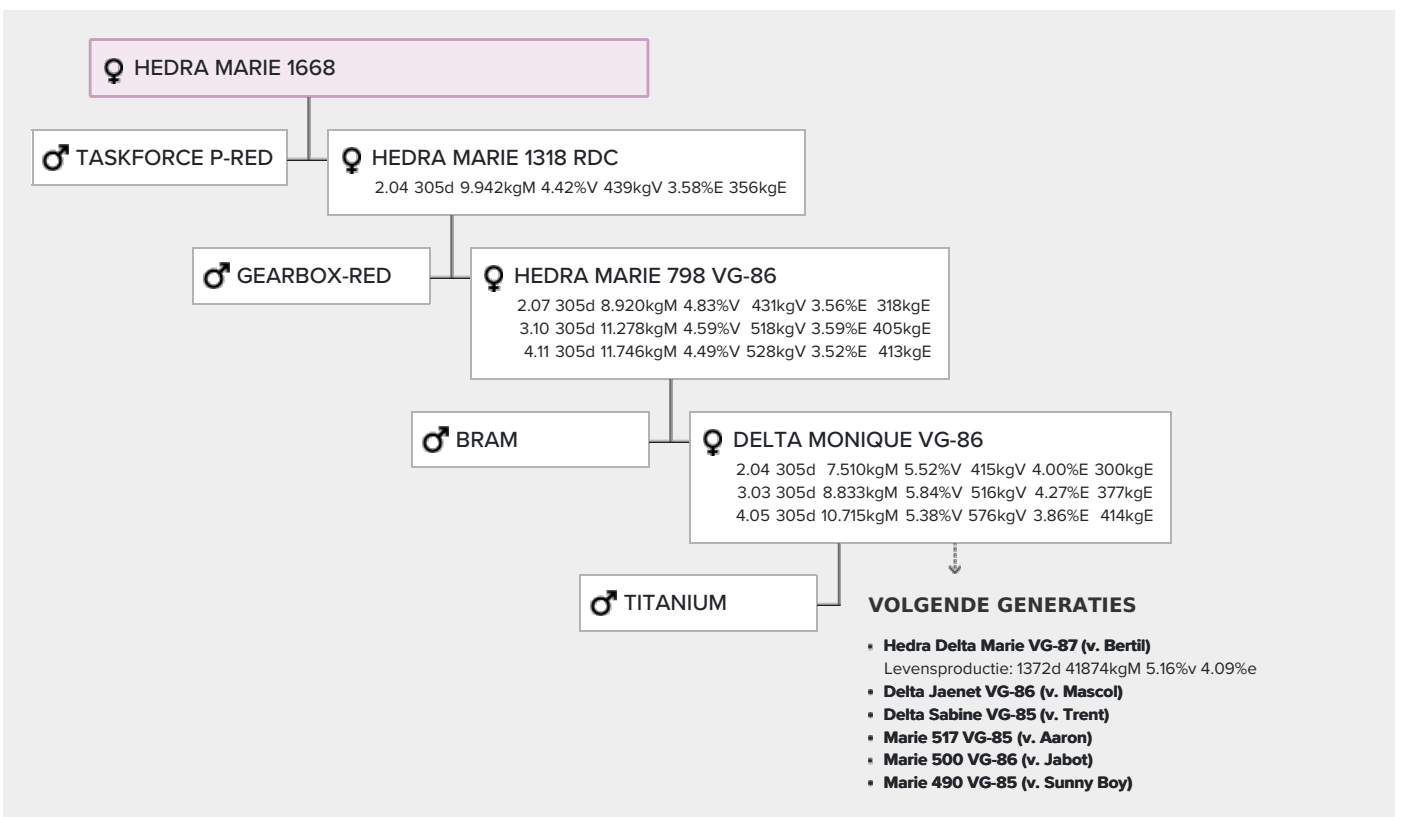 HEDRA MARIE 1668
TASKFORCE P-RED
HEDRA MARIE 1318 RDC
2.04 305d 9.942kgM 4.42%V 439kgV 3.58%E 356kgE
GEARBOX-RED
HEDRA MARIE 798 VG-86
2.07 305d 8.920kgM 4.83%V 431kgV 3.56%E 318kgE
3.10 305d 11.278kgM 4.59%V 518kgV 3.59%E 405kgE
4.11 305d 11.746kgM 4.49%V 528kgV 3.52%E 413kgE
BRAM
DELTA MONIQUE VG-86
2.04 305d 7.510kgM 5.52%V 415kgV 4.00%E 300kgE
3.03 305d 8.833kgM 5.84%V 516kgV 4.27%E 377kgE
4.05 305d 10.715kgM 5.38%V 576kgV 3.86%E 414kgE
TITANIUM
VOLGENDE GENERATIES
Hedra Delta Marie VG-87 (v. Bertil)
Levensproductie: 1372d 41874kgM 5.16%v 4.09%e
Delta Jaenet VG-86 (v. Mascol)
Delta Sabine VG-85 (v. Trent)
Marie 517 VG-85 (v. Aaron)
Marie 500 VG-86 (v. Jabot)
Marie 490 VG-85 (v. Sunny Boy)